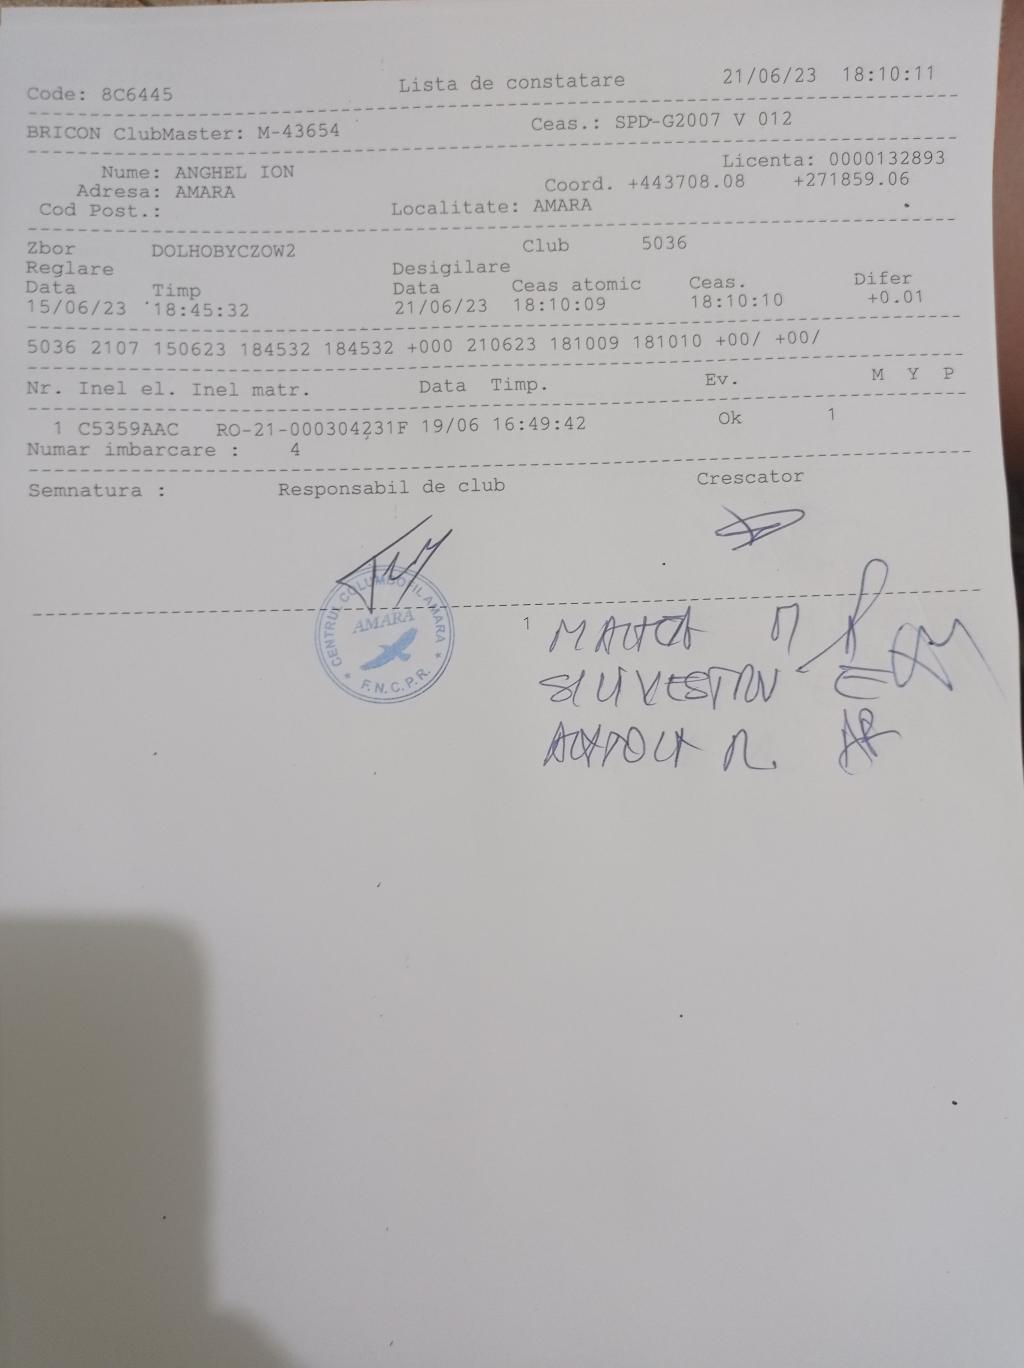 Code: 8C6445 Lista de constatare 21/06/23 18:10:11
BRICON ClubMaster: M-43654 Ceas.: SPD-G2007 V 012
Nume: ANGHEL ION Licenta: 0000132893
Adresa: AMARA Coord. +443708.08 +271859.06
Cod Post.: Localitate: AMARA
Zbor DOLHOBYCZOW2 Club 5036
Reglare Desigilare
Data Timp Data Ceas atomic Ceas. Difer
15/06/23 18:45:32 21/06/23 18:10:09 18:10:10 +0.01
5036 2107 150623 184532 184532 +000 210623 181009 181010 +00/ +00/
Nr. Inel el. Inel matr. Data Timp. Ev. M Y P
1 C5359AAC RO-21-000304231F 19/06 16:49:42 Ok 1
Numar imbarcare : 4
Semnatura : Responsabil de club Crescator
CENTRUL COLUMBOFIL AMARA
AMARA
F.N.C.P.R.
1
SILIVESTRU